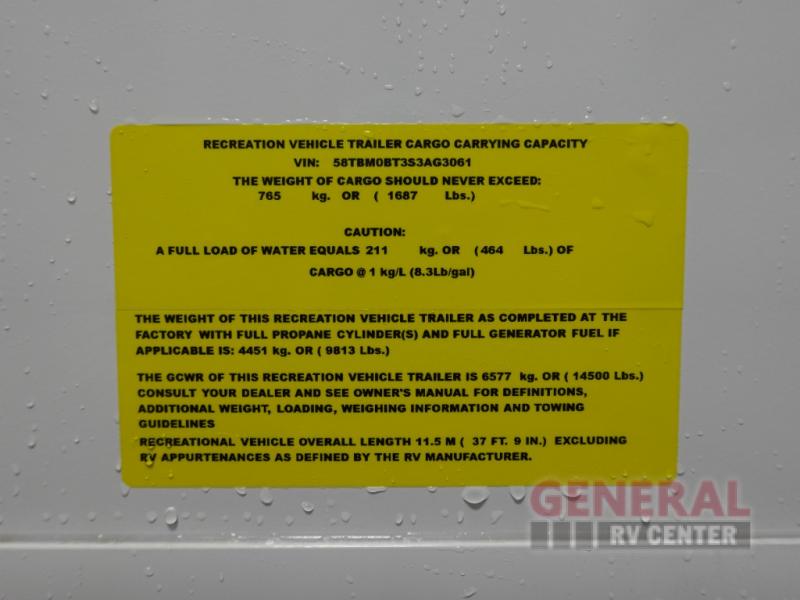 RECREATION VEHICLE TRAILER CARGO CARRYING CAPACITY
VIN: 58TBM0BT3S3AG3061
THE WEIGHT OF CARGO SHOULD NEVER EXCEED:
765 kg. OR ( 1687 Lbs.)
CAUTION:
A FULL LOAD OF WATER EQUALS 211 kg. OR (464 Lbs.) OF
CARGO @ 1 kg/L (8.3Lb/gal)
THE WEIGHT OF THIS RECREATION VEHICLE TRAILER AS COMPLETED AT THE
FACTORY WITH FULL PROPANE CYLINDER(S) AND FULL GENERATOR FUEL IF
APPLICABLE IS: 4451 kg. OR ( 9813 Lbs.)
THE GCWR OF THIS RECREATION VEHICLE TRAILER IS 6577 kg. OR ( 14500 Lbs.)
CONSULT YOUR DEALER AND SEE OWNER'S MANUAL FOR DEFINITIONS,
ADDITIONAL WEIGHT, LOADING, WEIGHING INFORMATION AND TOWING
GUIDELINES
RECREATIONAL VEHICLE OVERALL LENGTH 11.5 M ( 37 FT. 9 IN.) EXCLUDING
RV APPURTENANCES AS DEFINED BY THE RV MANUFACTURER.
GENERAL
RV CENTER